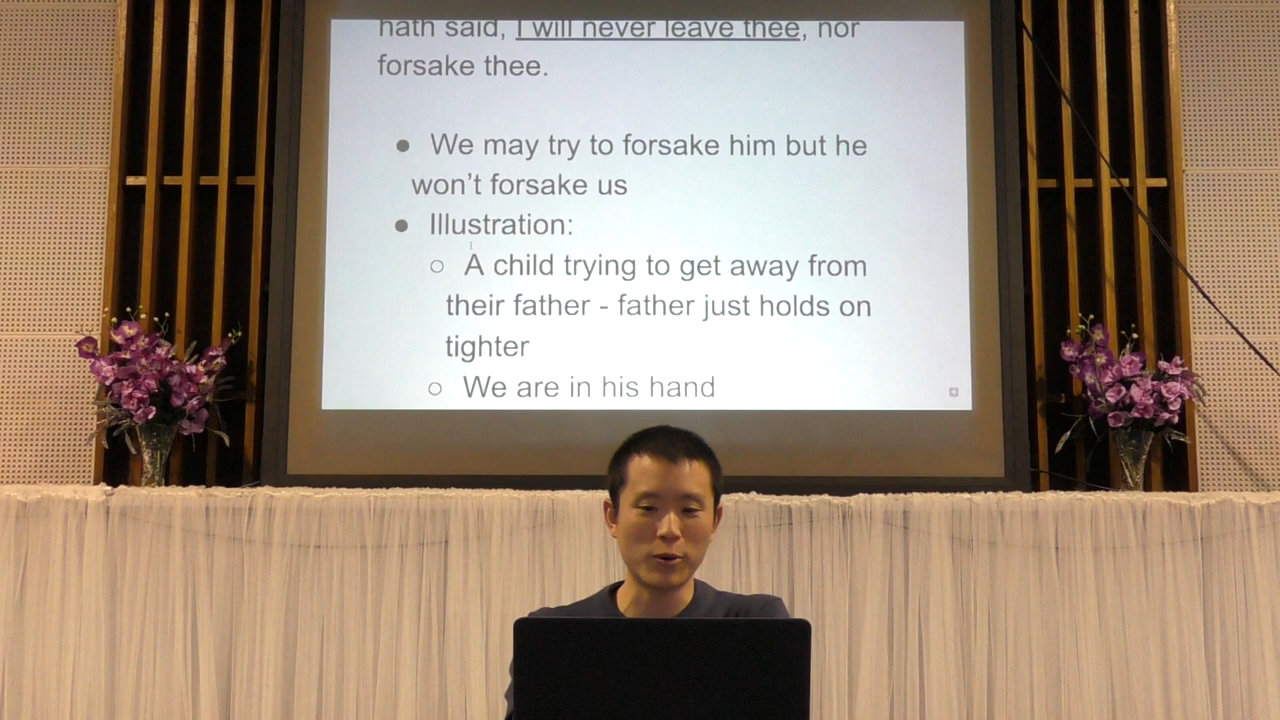 hath said, I will never leave thee, nor
forsake thee.
● We may try to forsake him but he
won't forsake us
● Illustration:
○ A child trying to get away from
their father - father just holds on
tighter
○ We are in his hand